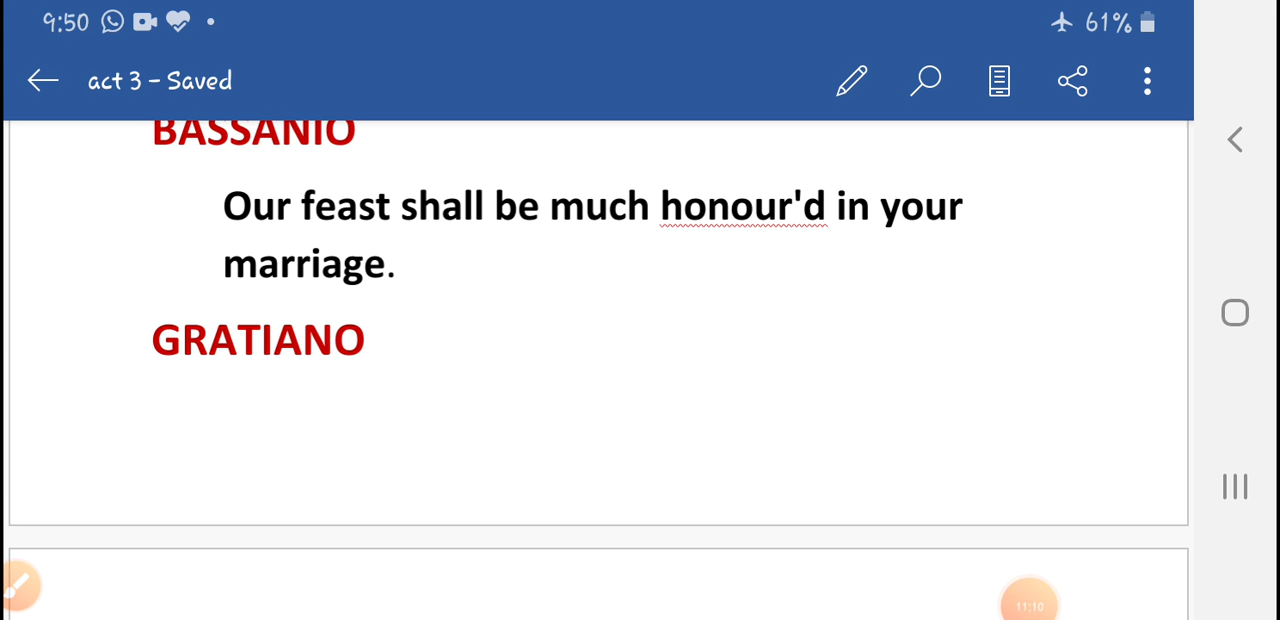 9:50 61%
act 3 – Saved
BASSANIO
Our feast shall be much honour'd in your
marriage.
GRATIANO
11:10